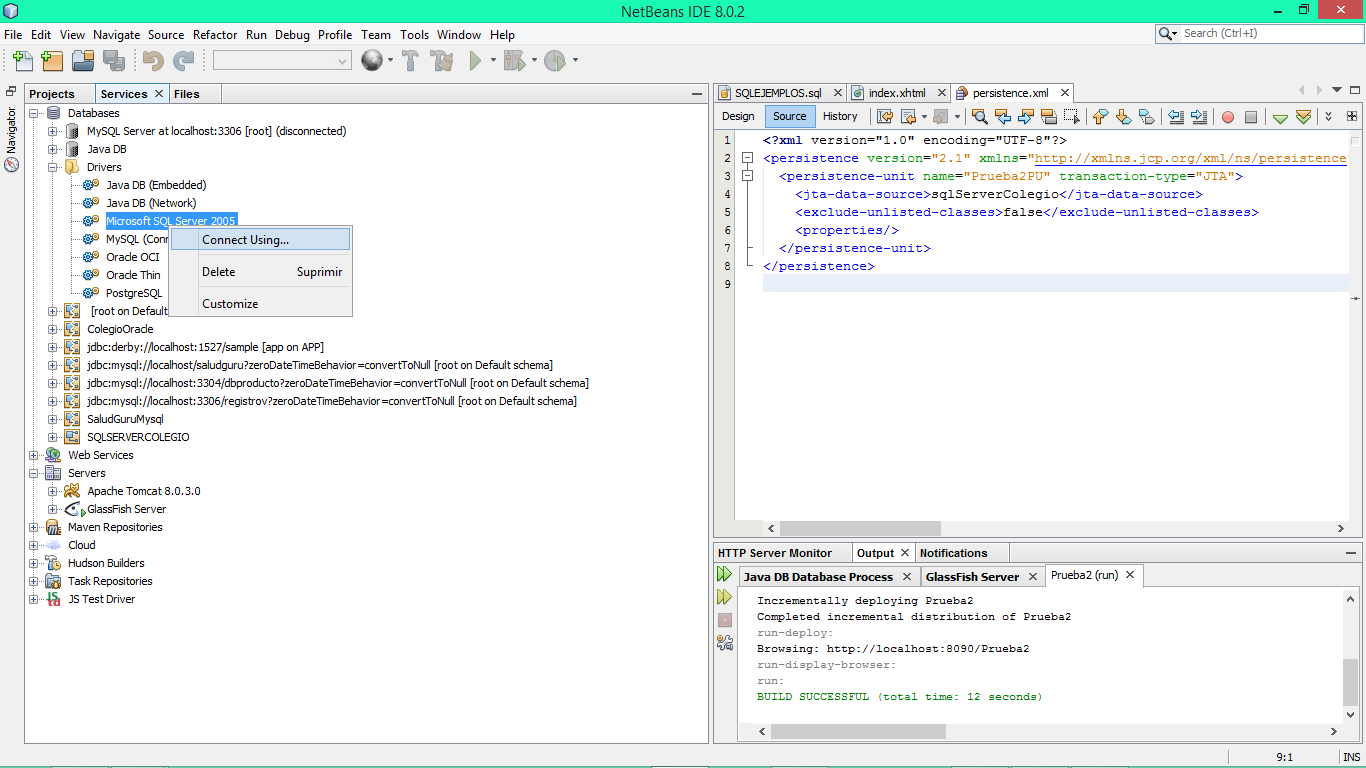 NetBeans IDE 8.0.2
File Edit View Navigate Source Refactor Run Debug Profile Team Tools Window Help
Search (Ctrl+I)
Navigator
Projects Services Files
Databases
MySQL Server at localhost:3306 [root] (disconnected)
Java DB
Drivers
Java DB (Embedded)
Java DB (Network)
Microsoft SQL Server 2005
MySQL (Conn
Oracle OCI
Oracle Thin
PostgreSQL
Connect Using...
Delete Suprimir
Customize
[root on Default
ColegioOracle
jdbc:derby://localhost:1527/sample [app on APP]
jdbc:mysql://localhost/saludguru?zeroDateTimeBehavior=convertToNull [root on Default schema]
jdbc:mysql://localhost:3304/dbproducto?zeroDateTimeBehavior=convertToNull [root on Default schema]
jdbc:mysql://localhost:3306/registrov?zeroDateTimeBehavior=convertToNull [root on Default schema]
SaludGuruMysql
SQLSERVERCOLEGIO
Web Services
Servers
Apache Tomcat 8.0.3.0
GlassFish Server
Maven Repositories
Cloud
Hudson Builders
Task Repositories
JS Test Driver
SQLEJEMPLOS.sql index.xhtml persistence.xml
Design Source History
1 <?xml version="1.0" encoding="UTF-8"?>
2 <persistence version="2.1" xmlns="http://xmlns.jcp.org/xml/ns/persistence"
3 <persistence-unit name="Prueba2PU" transaction-type="JTA">
4 <jta-data-source>sqlServerColegio</jta-data-source>
5 <exclude-unlisted-classes>false</exclude-unlisted-classes>
6 <properties/>
7 </persistence-unit>
8 </persistence>
9
HTTP Server Monitor Output Notifications
Java DB Database Process GlassFish Server Prueba2 (run)
Incrementally deploying Prueba2
Completed incremental distribution of Prueba2
run-deploy:
Browsing: http://localhost:8090/Prueba2
run-display-browser:
run:
BUILD SUCCESSFUL (total time: 12 seconds)
9:1 INS